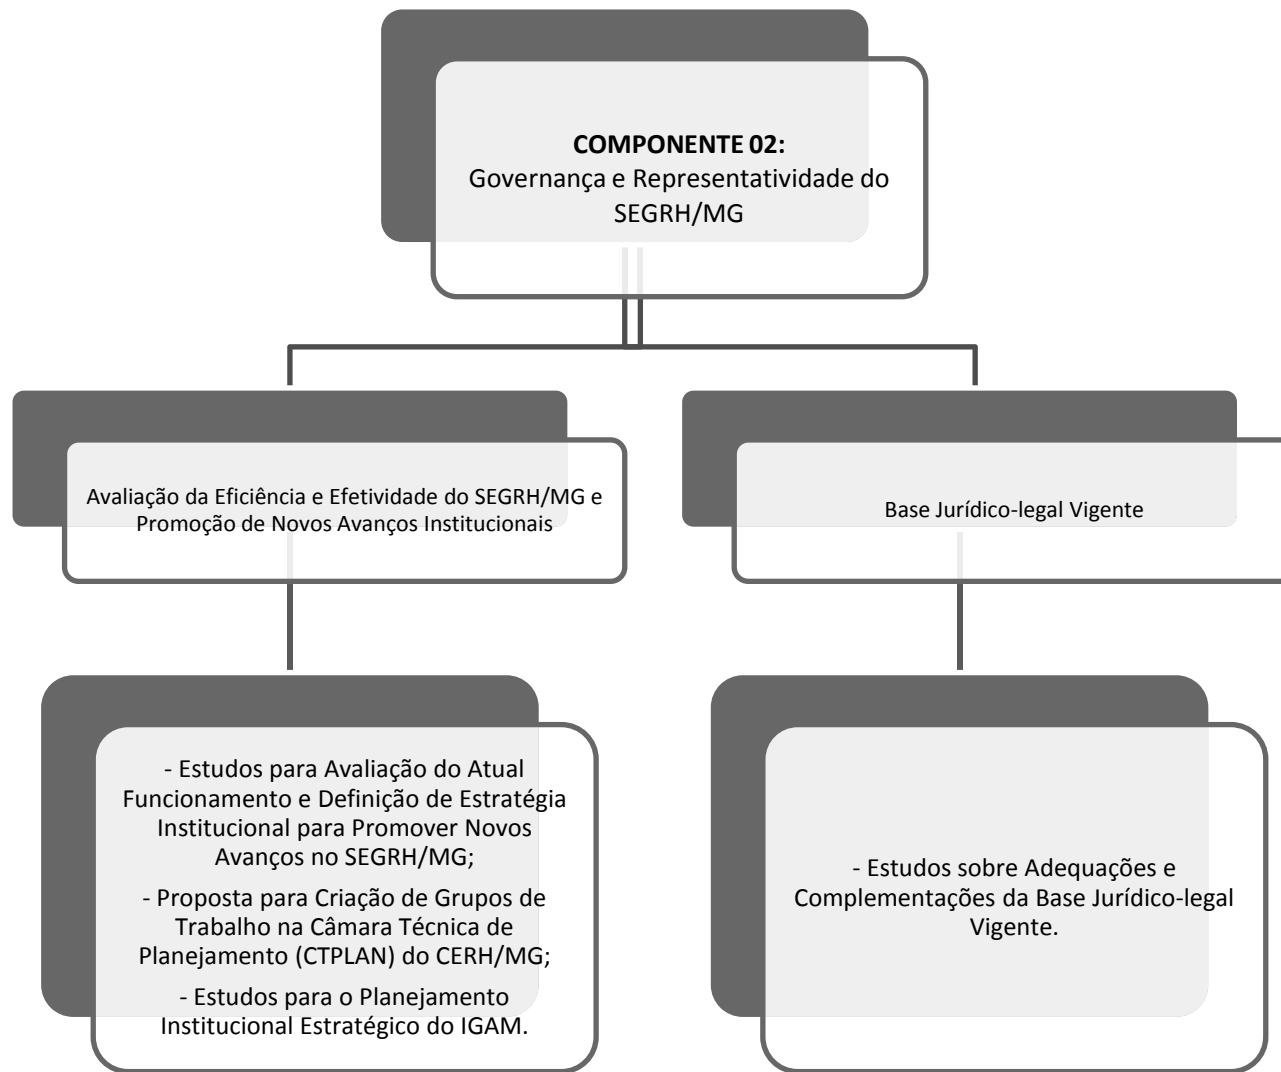 COMPONENTE 02:
Governança e Representatividade do
SEGRH/MG
Avaliação da Eficiência e Efetividade do SEGRH/MG e
Promoção de Novos Avanços Institucionais
Base Jurídico-legal Vigente
- Estudos para Avaliação do Atual
Funcionamento e Definição de Estratégia
Institucional para Promover Novos
Avanços no SEGRH/MG;
- Proposta para Criação de Grupos de
Trabalho na Câmara Técnica de
Planejamento (CTPLAN) do CERH/MG;
- Estudos para o Planejamento
Institucional Estratégico do IGAM.
- Estudos sobre Adequações e
Complementações da Base Jurídico-legal
Vigente.